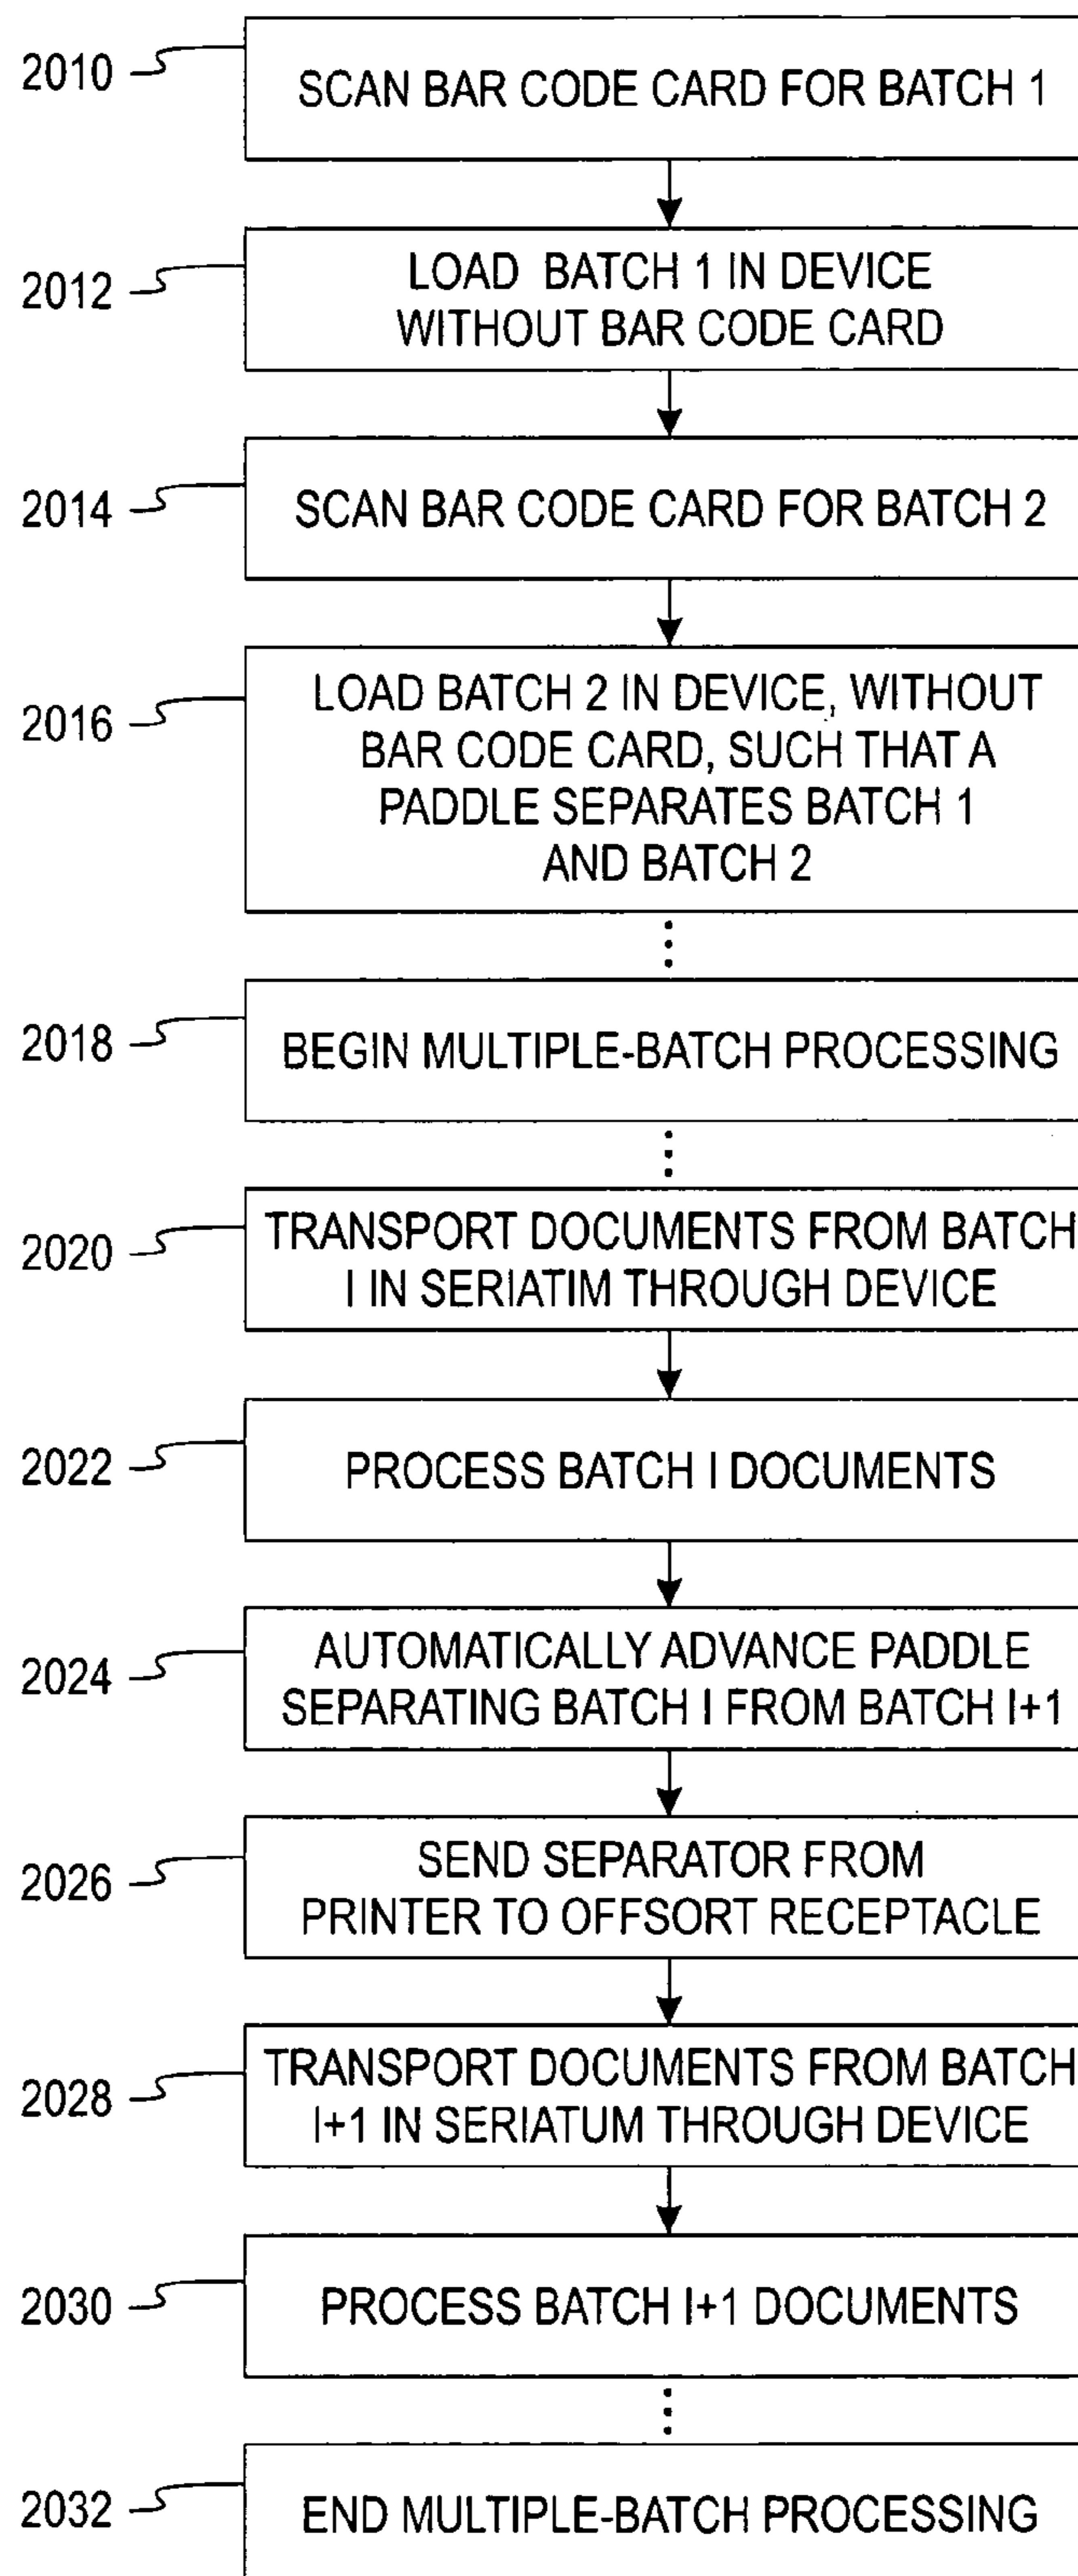 2010
SCAN BAR CODE CARD FOR BATCH 1
2012
LOAD BATCH 1 IN DEVICE
WITHOUT BAR CODE CARD
2014
SCAN BAR CODE CARD FOR BATCH 2
2016
LOAD BATCH 2 IN DEVICE, WITHOUT
BAR CODE CARD, SUCH THAT A
PADDLE SEPARATES BATCH 1
AND BATCH 2
2018
BEGIN MULTIPLE-BATCH PROCESSING
2020
TRANSPORT DOCUMENTS FROM BATCH
I IN SERIATIM THROUGH DEVICE
2022
PROCESS BATCH I DOCUMENTS
2024
AUTOMATICALLY ADVANCE PADDLE
SEPARATING BATCH I FROM BATCH I+1
2026
SEND SEPARATOR FROM
PRINTER TO OFFSORT RECEPTACLE
2028
TRANSPORT DOCUMENTS FROM BATCH
I+1 IN SERIATUM THROUGH DEVICE
2030
PROCESS BATCH I+1 DOCUMENTS
2032
END MULTIPLE-BATCH PROCESSING